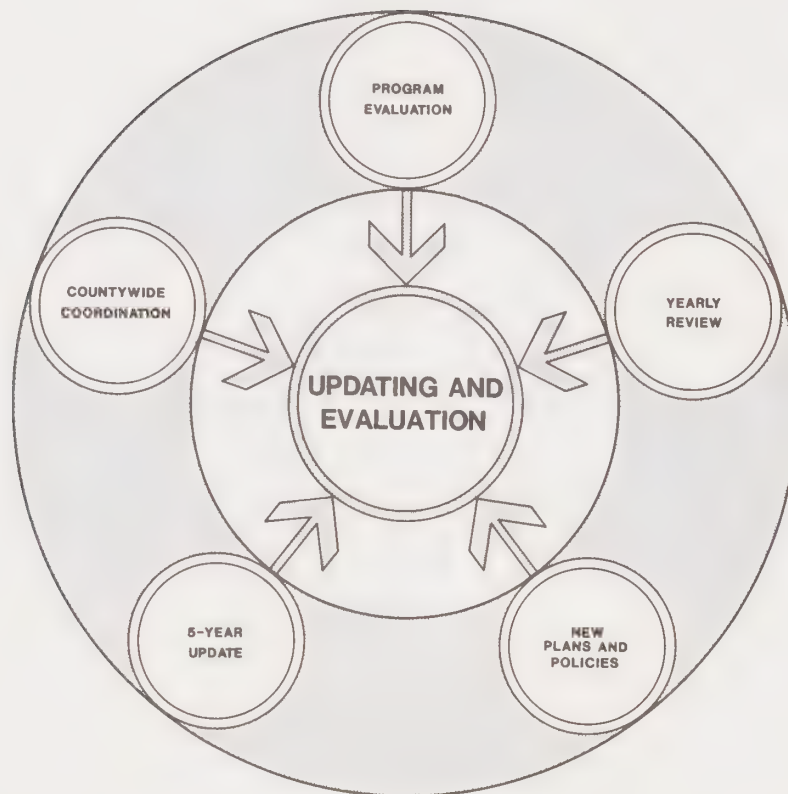 PROGRAM
EVALUATION
COUNTYWIDE
COORDINATION
YEARLY
REVIEW
UPDATING AND
EVALUATION
5-YEAR
UPDATE
NEW
PLANS AND
POLICIES